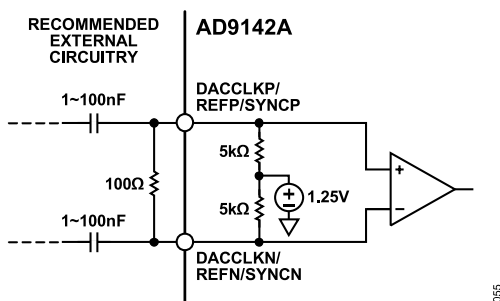 RECOMMENDED
EXTERNAL
CIRCUITRY
AD9142A
DACCLKP/
REFP/SYNCP
1~100nF
5kΩ
100Ω
1.25V
5kΩ
1~100nF
DACCLKN/
REFN/SYNCN
+
−
+
−
055